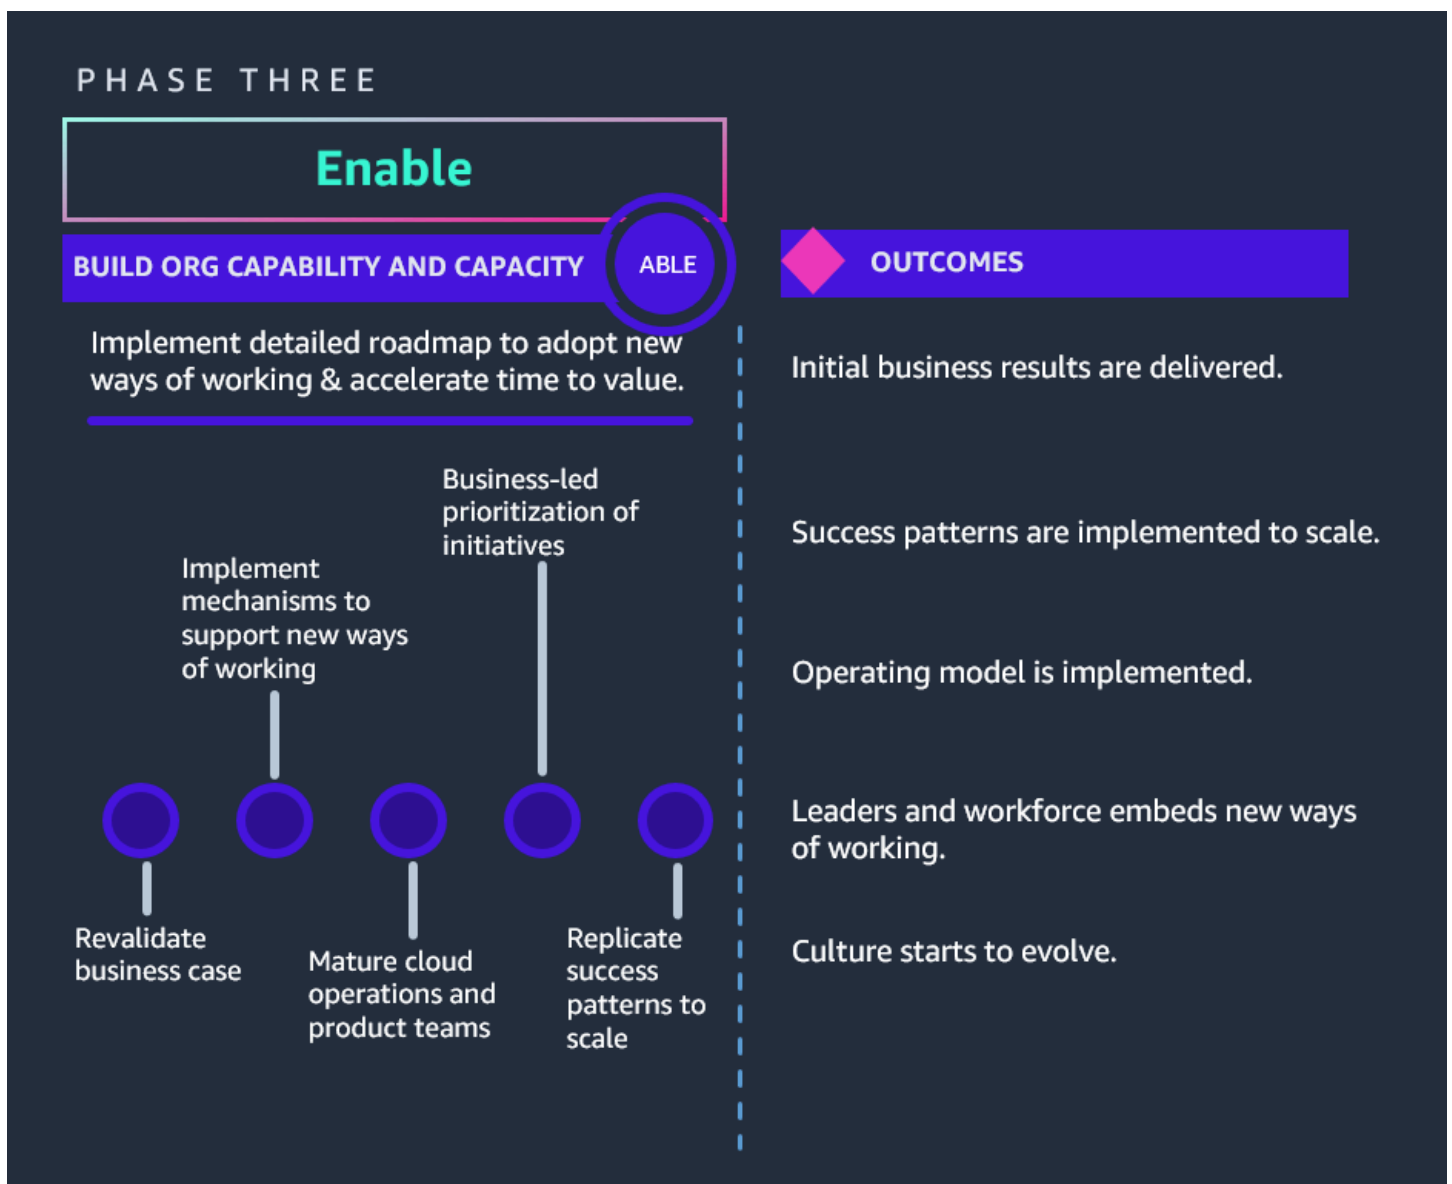 PHASE THREE
Enable
BUILD ORG CAPABILITY AND CAPACITY
ABLE
Implement detailed roadmap to adopt new
ways of working & accelerate time to value.
Business-led
prioritization of
initiatives
Implement
mechanisms to
support new ways
of working
Revalidate
business case
Mature cloud
operations and
product teams
Replicate
success
patterns to
scale
OUTCOMES
Initial business results are delivered.
Success patterns are implemented to scale.
Operating model is implemented.
Leaders and workforce embeds new ways
of working.
Culture starts to evolve.